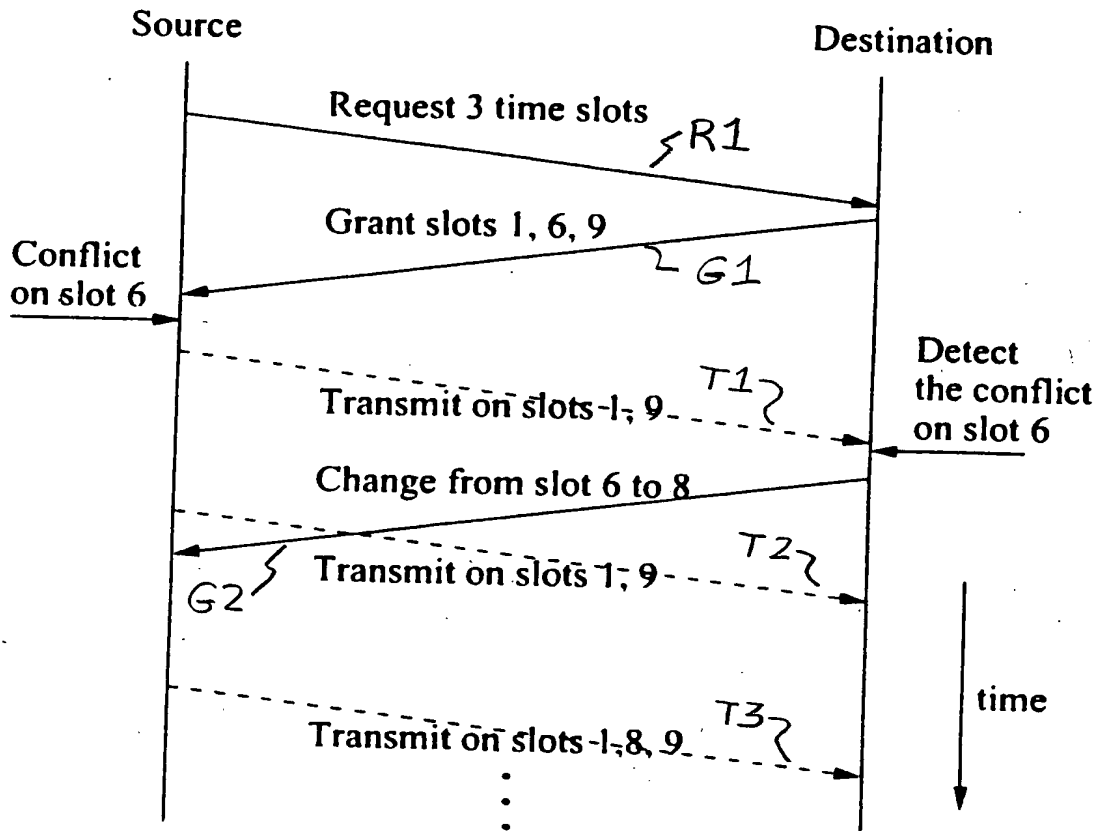 Source
Destination
Request 3 time slots
R1
Grant slots 1, 6, 9
G1
Conflict
on slot 6
Detect
the conflict
on slot 6
T1
Transmit on slots 1, 9
Change from slot 6 to 8
T2
G2
Transmit on slots 1, 9
time
T3
Transmit on slots 1, 8, 9